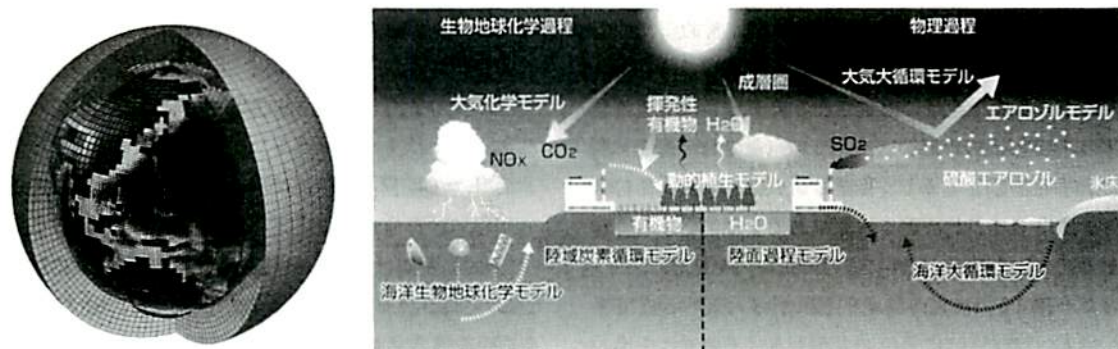 生物地球化学過程
物理過程
成層圏
大気大循環モデル
大気化学モデル
揮発性
有機物
H2O
エアロゾルモデル
NOx
CO2
SO2
動的植生モデル
硫酸エアロゾル
有機物
H2O
陸域炭素循環モデル
陸面過程モデル
海洋大循環モデル
海洋生物地球化学モデル